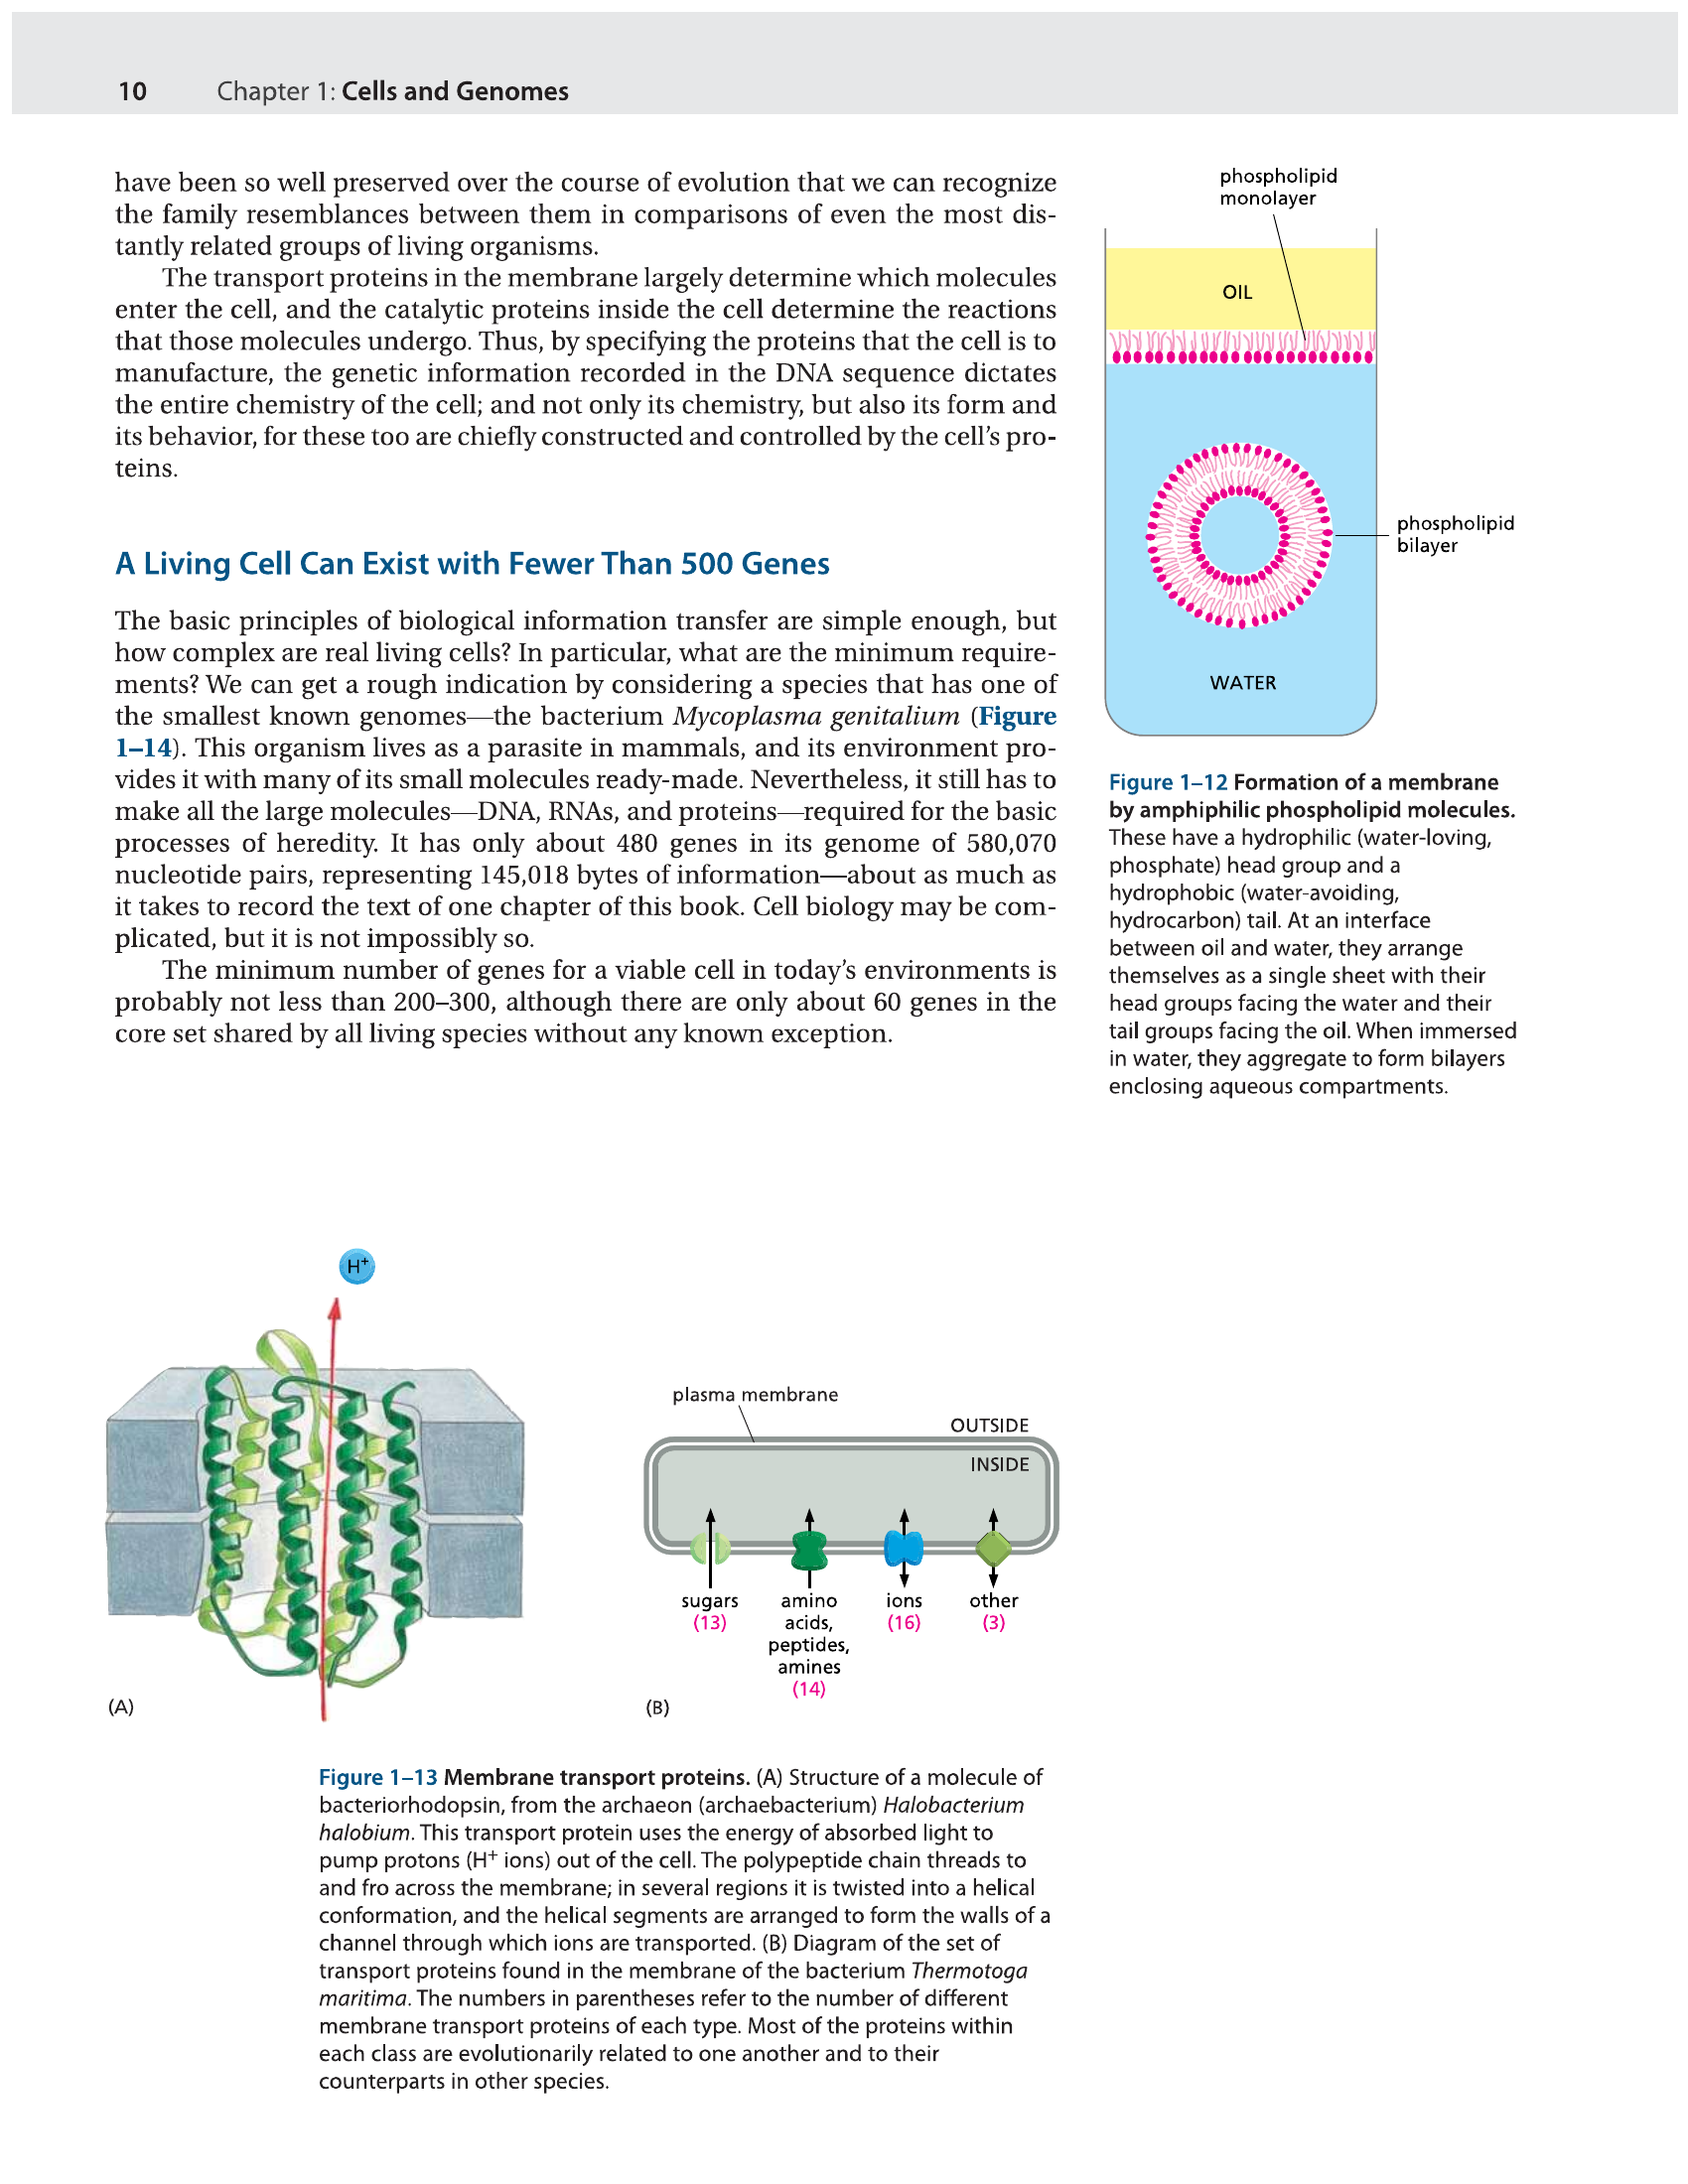 10 Chapter 1: Cells and Genomes
have been so well preserved over the course of evolution that we can recognize
the family resemblances between them in comparisons of even the most dis-
tantly related groups of living organisms.
The transport proteins in the membrane largely determine which molecules
enter the cell, and the catalytic proteins inside the cell determine the reactions
that those molecules undergo. Thus, by specifying the proteins that the cell is to
manufacture, the genetic information recorded in the DNA sequence dictates
the entire chemistry of the cell; and not only its chemistry, but also its form and
its behavior, for these too are chiefly constructed and controlled by the cell's pro-
teins.
A Living Cell Can Exist with Fewer Than 500 Genes
The basic principles of biological information transfer are simple enough, but
how complex are real living cells? In particular, what are the minimum require-
ments? We can get a rough indication by considering a species that has one of
the smallest known genomes—the bacterium Mycoplasma genitalium (Figure
1–14). This organism lives as a parasite in mammals, and its environment pro-
vides it with many of its small molecules ready-made. Nevertheless, it still has to
make all the large molecules—DNA, RNAs, and proteins—required for the basic
processes of heredity. It has only about 480 genes in its genome of 580,070
nucleotide pairs, representing 145,018 bytes of information—about as much as
it takes to record the text of one chapter of this book. Cell biology may be com-
plicated, but it is not impossibly so.
The minimum number of genes for a viable cell in today's environments is
probably not less than 200–300, although there are only about 60 genes in the
core set shared by all living species without any known exception.
phospholipid
monolayer
OIL
phospholipid
bilayer
WATER
Figure 1–12 Formation of a membrane
by amphiphilic phospholipid molecules.
These have a hydrophilic (water-loving,
phosphate) head group and a
hydrophobic (water-avoiding,
hydrocarbon) tail. At an interface
between oil and water, they arrange
themselves as a single sheet with their
head groups facing the water and their
tail groups facing the oil. When immersed
in water, they aggregate to form bilayers
enclosing aqueous compartments.
H+
(A)
plasma membrane
OUTSIDE
INSIDE
sugars
(13)
amino
acids,
peptides,
amines
(14)
ions
(16)
other
(3)
(B)
Figure 1–13 Membrane transport proteins. (A) Structure of a molecule of
bacteriorhodopsin, from the archaeon (archaebacterium) Halobacterium
halobium. This transport protein uses the energy of absorbed light to
pump protons (H+ ions) out of the cell. The polypeptide chain threads to
and fro across the membrane; in several regions it is twisted into a helical
conformation, and the helical segments are arranged to form the walls of a
channel through which ions are transported. (B) Diagram of the set of
transport proteins found in the membrane of the bacterium Thermotoga
maritima. The numbers in parentheses refer to the number of different
membrane transport proteins of each type. Most of the proteins within
each class are evolutionarily related to one another and to their
counterparts in other species.